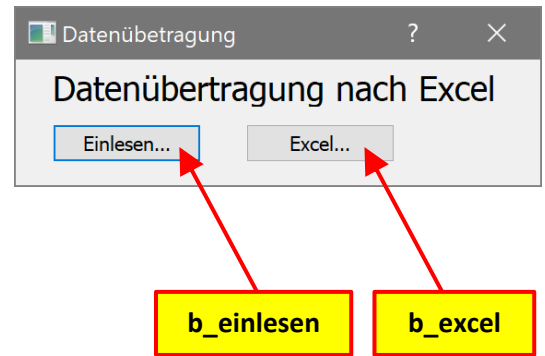 Datenübetragung ?
Datenübertragung nach Excel
Einlesen... Excel...
b_einlesen b_excel